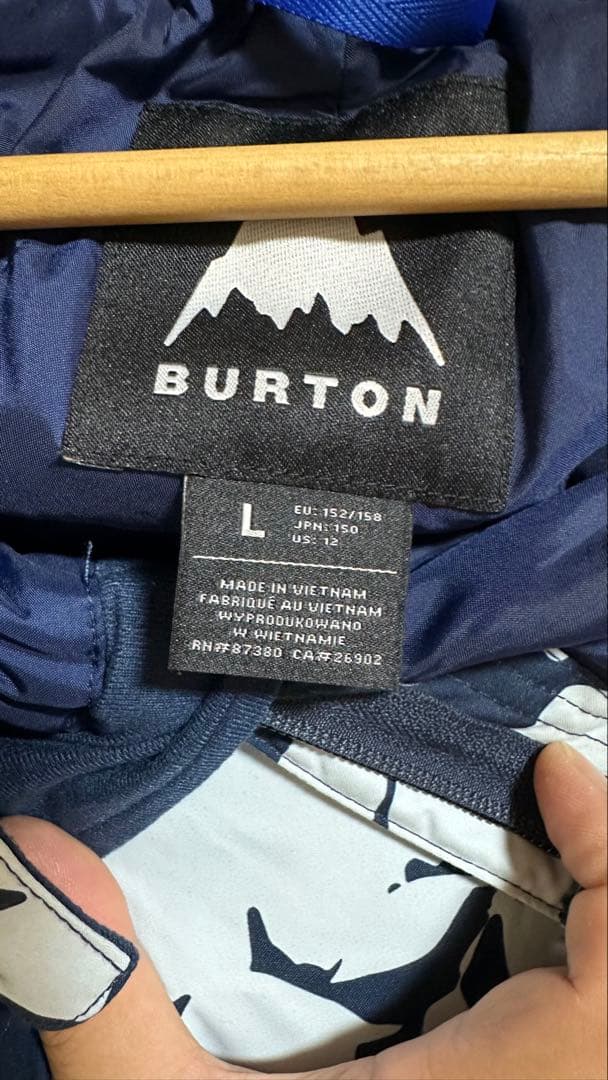 BURTON
L
EU: 152/158
JPN: 150
US: 12
MADE IN VIETNAM
FABRIQUÉ AU VIETNAM
WYPRODUKOWANO
W WIETNAMIE
RN#87380 CA#26902